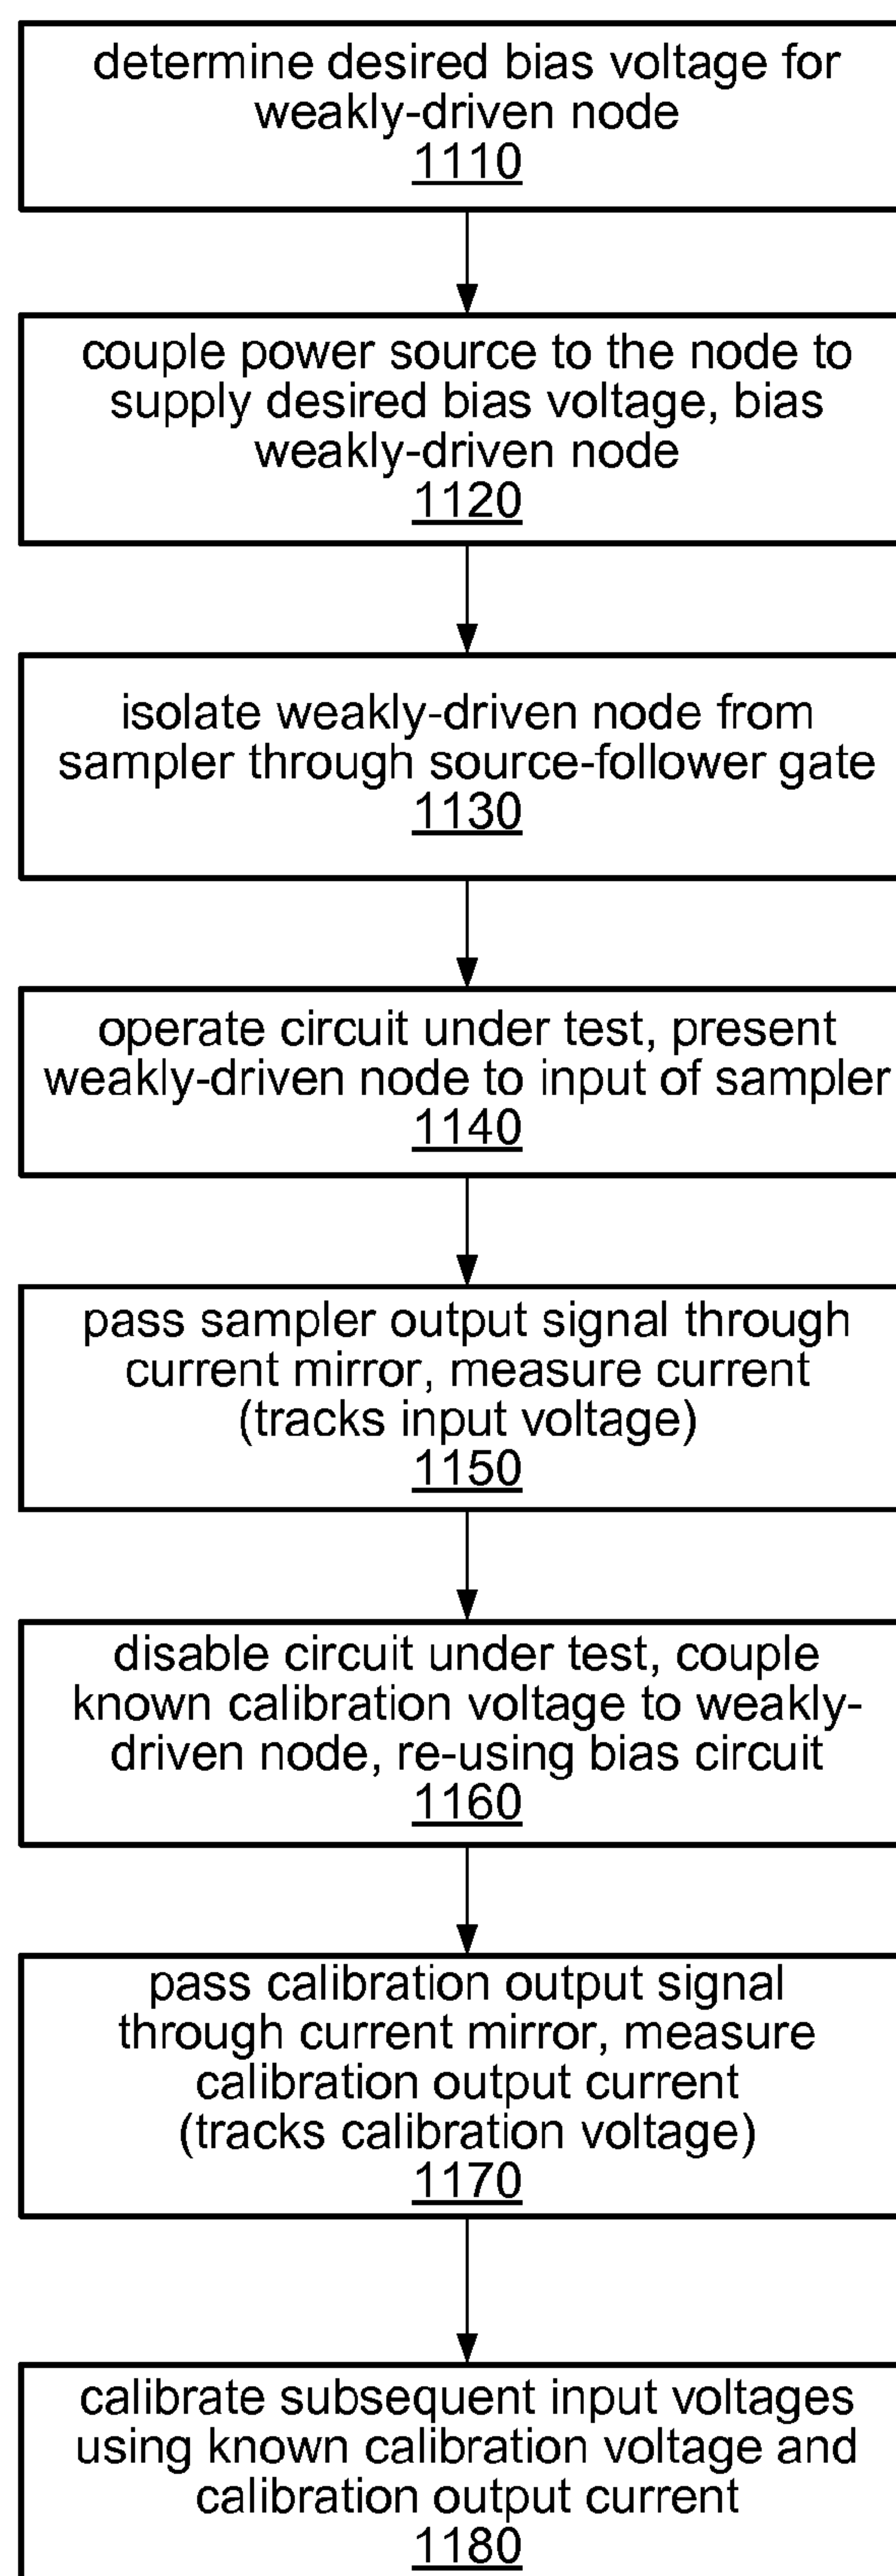 determine desired bias voltage for
weakly-driven node
1110
couple power source to the node to
supply desired bias voltage, bias
weakly-driven node
1120
isolate weakly-driven node from
sampler through source-follower gate
1130
operate circuit under test, present
weakly-driven node to input of sampler
1140
pass sampler output signal through
current mirror, measure current
(tracks input voltage)
1150
disable circuit under test, couple
known calibration voltage to weakly-
driven node, re-using bias circuit
1160
pass calibration output signal
through current mirror, measure
calibration output current
(tracks calibration voltage)
1170
calibrate subsequent input voltages
using known calibration voltage and
calibration output current
1180